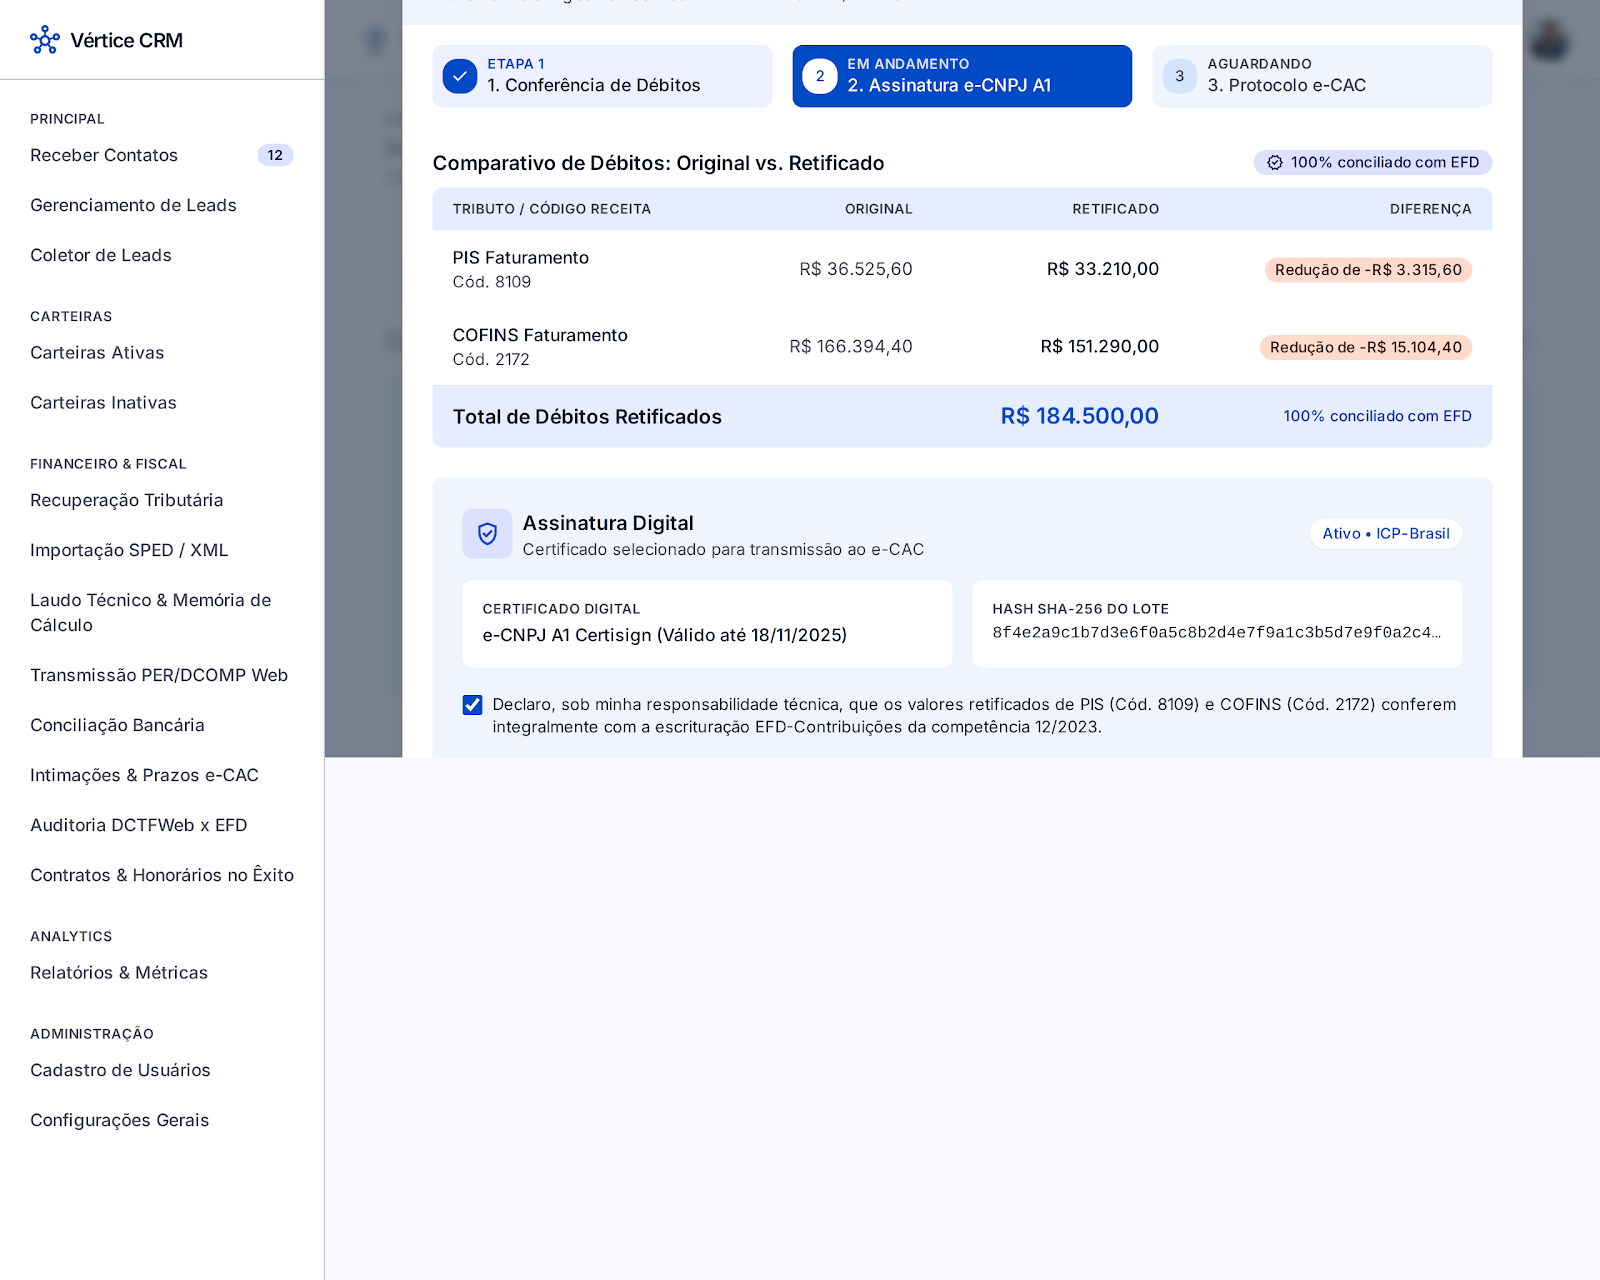 Vértice CRM
PRINCIPAL
Receber Contatos 12
Gerenciamento de Leads
Coletor de Leads
CARTEIRAS
Carteiras Ativas
Carteiras Inativas
FINANCEIRO & FISCAL
Recuperação Tributária
Importação SPED / XML
Laudo Técnico & Memória de
Cálculo
Transmissão PER/DCOMP Web
Conciliação Bancária
Intimações & Prazos e-CAC
Auditoria DCTFWeb x EFD
Contratos & Honorários no Êxito
ANALYTICS
Relatórios & Métricas
ADMINISTRAÇÃO
Cadastro de Usuários
Configurações Gerais
ETAPA 1
1. Conferência de Débitos
2
EM ANDAMENTO
2. Assinatura e-CNPJ A1
3
AGUARDANDO
3. Protocolo e-CAC
Comparativo de Débitos: Original vs. Retificado
100% conciliado com EFD
TRIBUTO / CÓDIGO RECEITA ORIGINAL RETIFICADO DIFERENÇA
PIS Faturamento
Cód. 8109
R$ 36.525,60 R$ 33.210,00 Redução de -R$ 3.315,60
COFINS Faturamento
Cód. 2172
R$ 166.394,40 R$ 151.290,00 Redução de -R$ 15.104,40
Total de Débitos Retificados R$ 184.500,00 100% conciliado com EFD
Assinatura Digital
Certificado selecionado para transmissão ao e-CAC
Ativo • ICP-Brasil
CERTIFICADO DIGITAL
e-CNPJ A1 Certisign (Válido até 18/11/2025)
HASH SHA-256 DO LOTE
8f4e2a9c1b7d3e6f0a5c8b2d4e7f9a1c3b5d7e9f0a2c4…
Declaro, sob minha responsabilidade técnica, que os valores retificados de PIS (Cód. 8109) e COFINS (Cód. 2172) conferem
integralmente com a escrituração EFD-Contribuições da competência 12/2023.